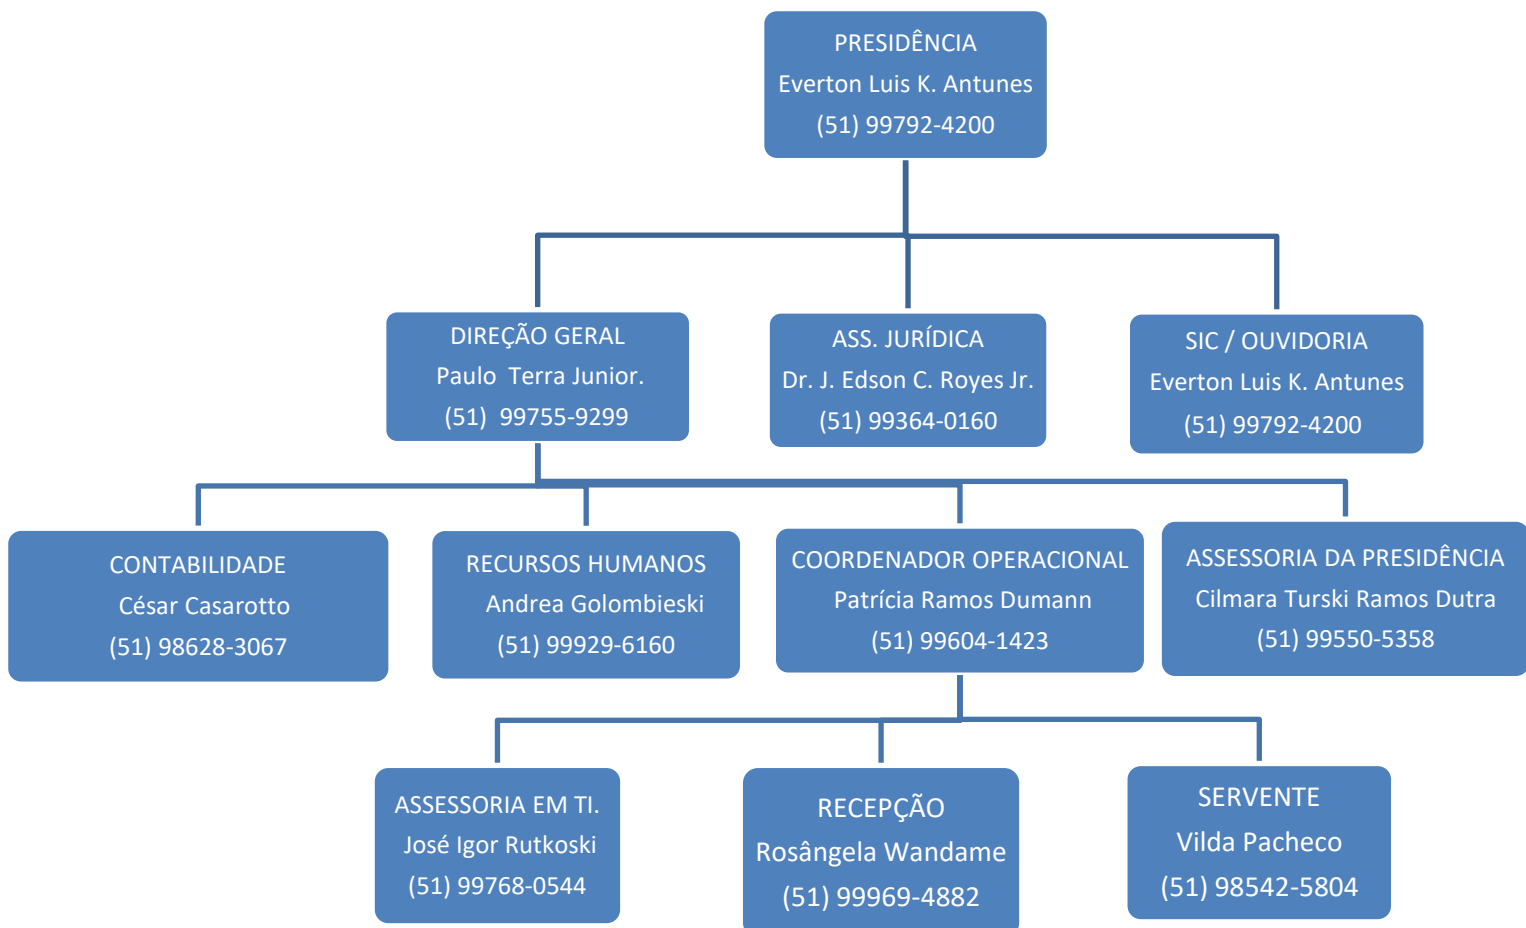 PRESIDÊNCIA
Everton Luis K. Antunes
(51) 99792-4200
DIREÇÃO GERAL
Paulo  Terra Junior.
(51)  99755-9299
ASS. JURÍDICA
Dr. J. Edson C. Royes Jr.
(51) 99364-0160
SIC / OUVIDORIA
Everton Luis K. Antunes
(51) 99792-4200
CONTABILIDADE
César Casarotto
(51) 98628-3067
RECURSOS HUMANOS
Andrea Golombieski
(51) 99929-6160
COORDENADOR OPERACIONAL
Patrícia Ramos Dumann
(51) 99604-1423
ASSESSORIA DA PRESIDÊNCIA
Cilmara Turski Ramos Dutra
(51) 99550-5358
ASSESSORIA EM TI.
José Igor Rutkoski
(51) 99768-0544
RECEPÇÃO
Rosângela Wandame
(51) 99969-4882
SERVENTE
Vilda Pacheco
(51) 98542-5804